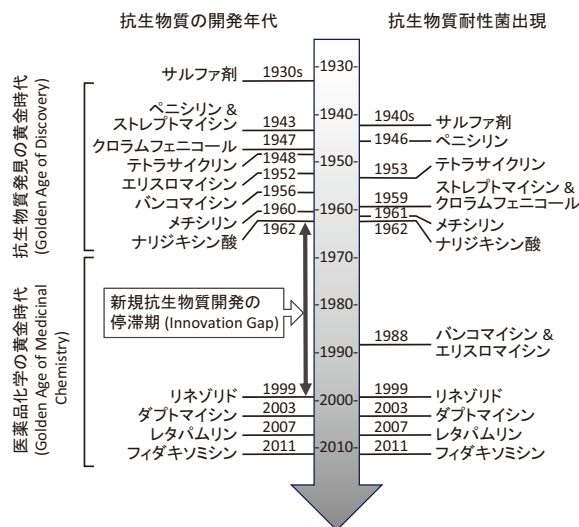 抗生物質の開発年代
抗生物質耐性菌出現
抗生物質発見の黄金時代
(Golden Age of Discovery)
医薬品化学の黄金時代
(Golden Age of Medicinal
Chemistry)
サルファ剤 1930s
ペニシリン &
ストレプトマイシン 1943
クロラムフェニコール 1947
テトラサイクリン 1948
エリスロマイシン 1952
バンコマイシン 1956
メチシリン 1960
ナリジキシン酸 1962
新規抗生物質開発の
停滞期 (Innovation Gap)
リネゾリド 1999
ダプトマイシン 2003
レタパムリン 2007
フィダキソミシン 2011
-1930-
-1940-
-1950-
-1960-
-1970-
-1980-
-1990-
-2000-
-2010-
1940s サルファ剤
1946 ペニシリン
1953 テトラサイクリン
ストレプトマイシン &
1959 クロラムフェニコール
1961 メチシリン
1962 ナリジキシン酸
1988 バンコマイシン &
エリスロマイシン
1999 リネゾリド
2003 ダプトマイシン
2007 レタパムリン
2011 フィダキソミシン